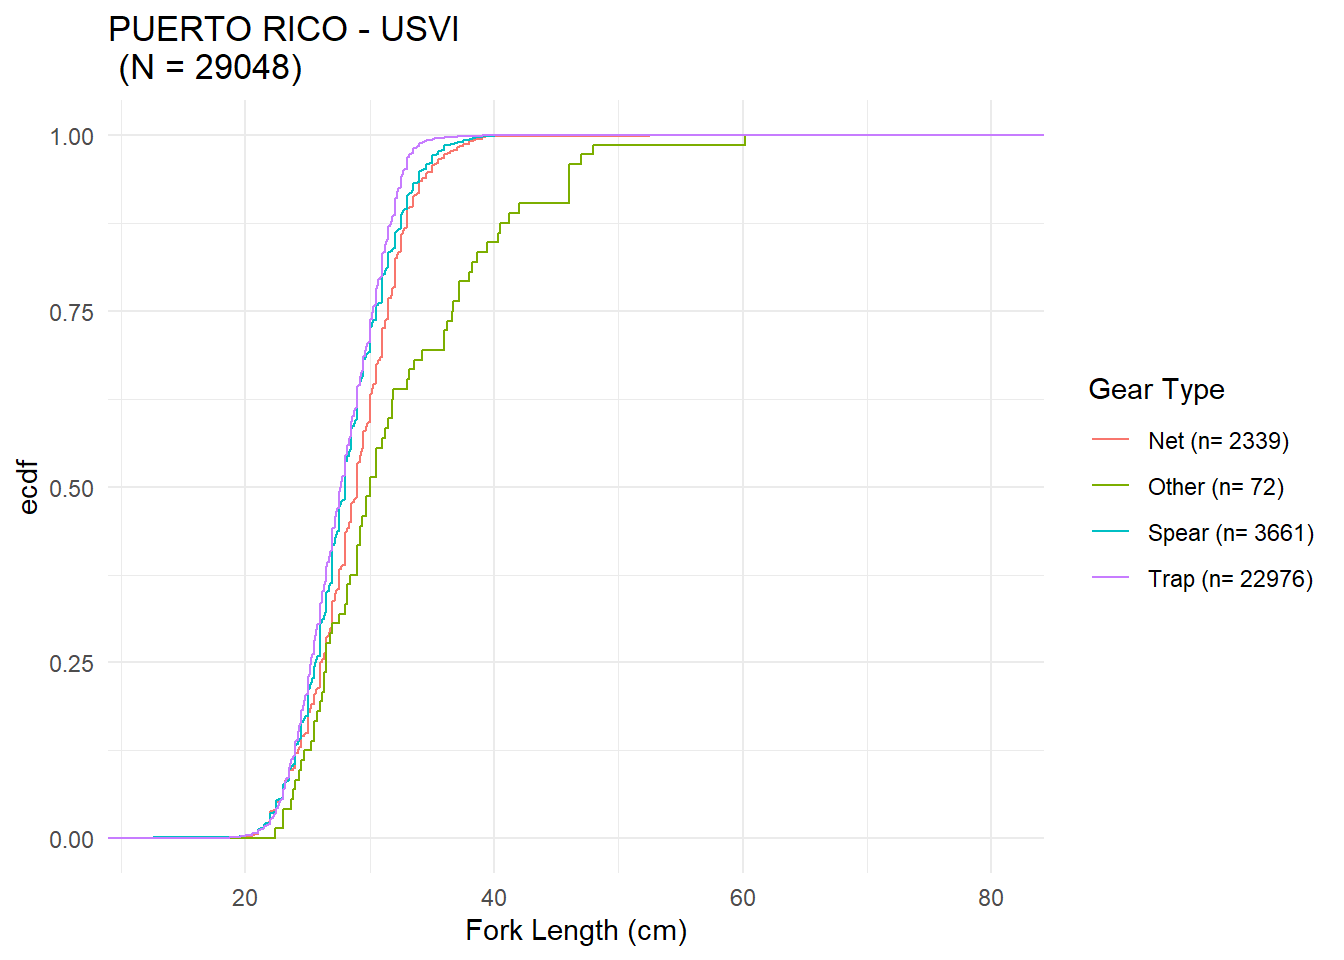 PUERTO RICO - USVI
(N = 29048)
1.00
0.75
0.50
0.25
0.00
ecdf
20
40
60
80
Fork Length (cm)
Gear Type
Net (n= 2339)
Other (n= 72)
Spear (n= 3661)
Trap (n= 22976)